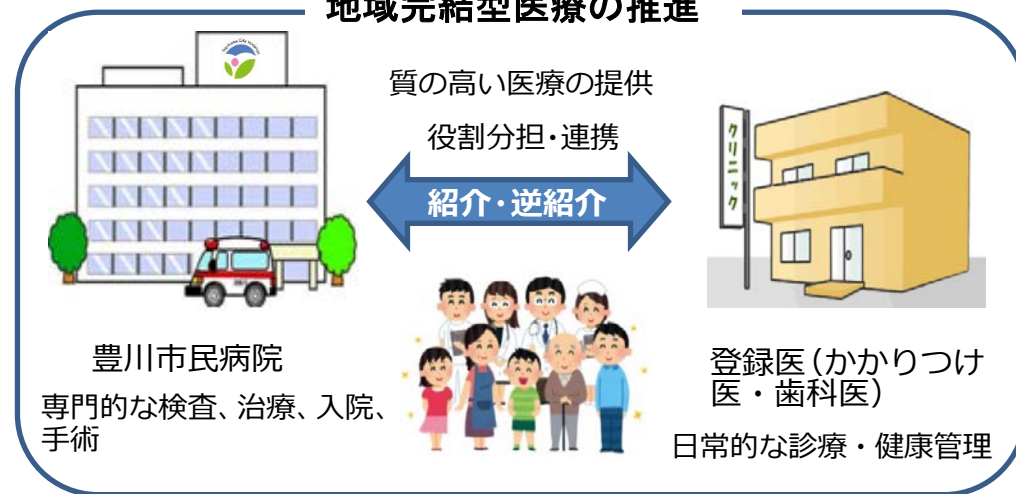 地域完結型医療の推進
質の高い医療の提供
役割分担・連携
紹介・逆紹介
クリニック
豊川市民病院
専門的な検査、治療、入院、
手術
登録医（かかりつけ
医・歯科医）
日常的な診療・健康管理